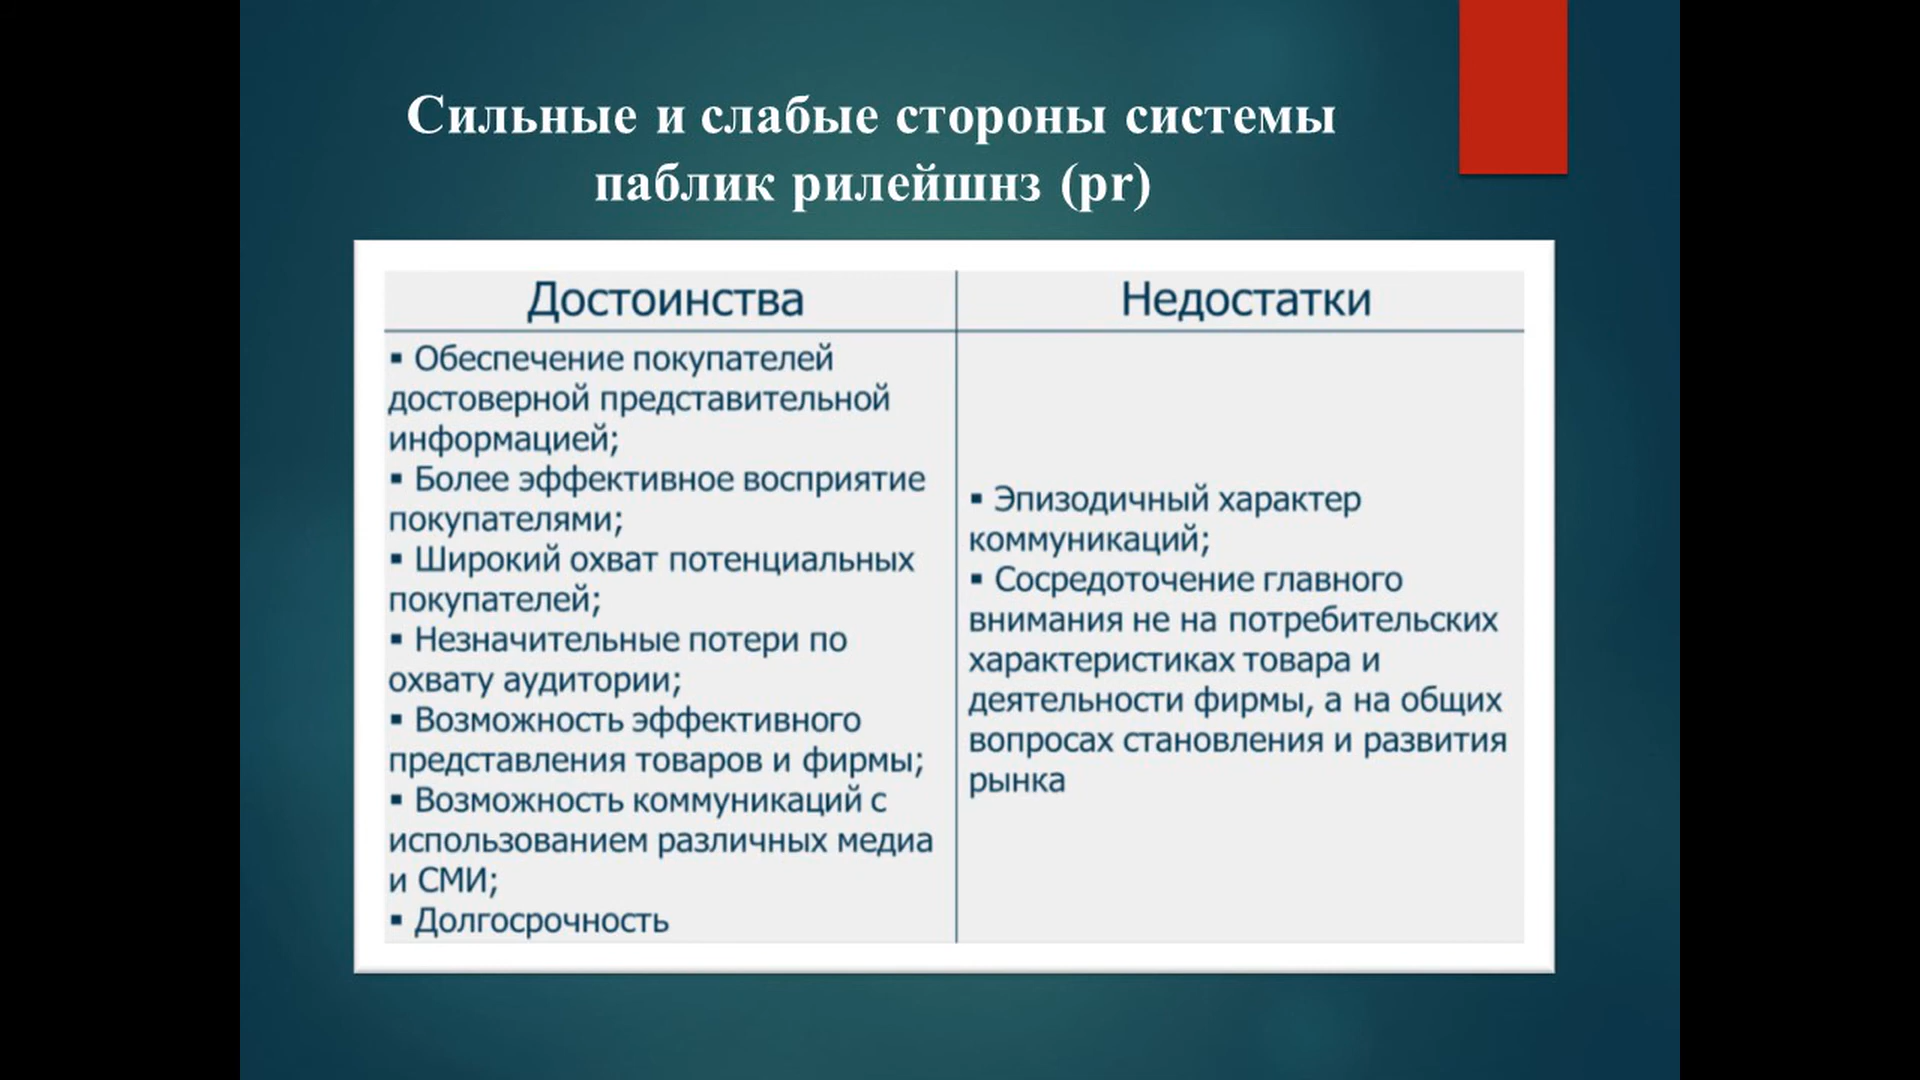 Сильные и слабые стороны системы
паблик рилейшнз (pr)
Достоинства
▪ Обеспечение покупателей
достоверной представительной
информацией;
▪ Более эффективное восприятие
покупателями;
▪ Широкий охват потенциальных
покупателей;
▪ Незначительные потери по
охвату аудитории;
▪ Возможность эффективного
представления товаров и фирмы;
▪ Возможность коммуникаций с
использованием различных медиа
и СМИ;
▪ Долгосрочность
Недостатки
▪ Эпизодичный характер
коммуникаций;
▪ Сосредоточение главного
внимания не на потребительских
характеристиках товара и
деятельности фирмы, а на общих
вопросах становления и развития
рынка